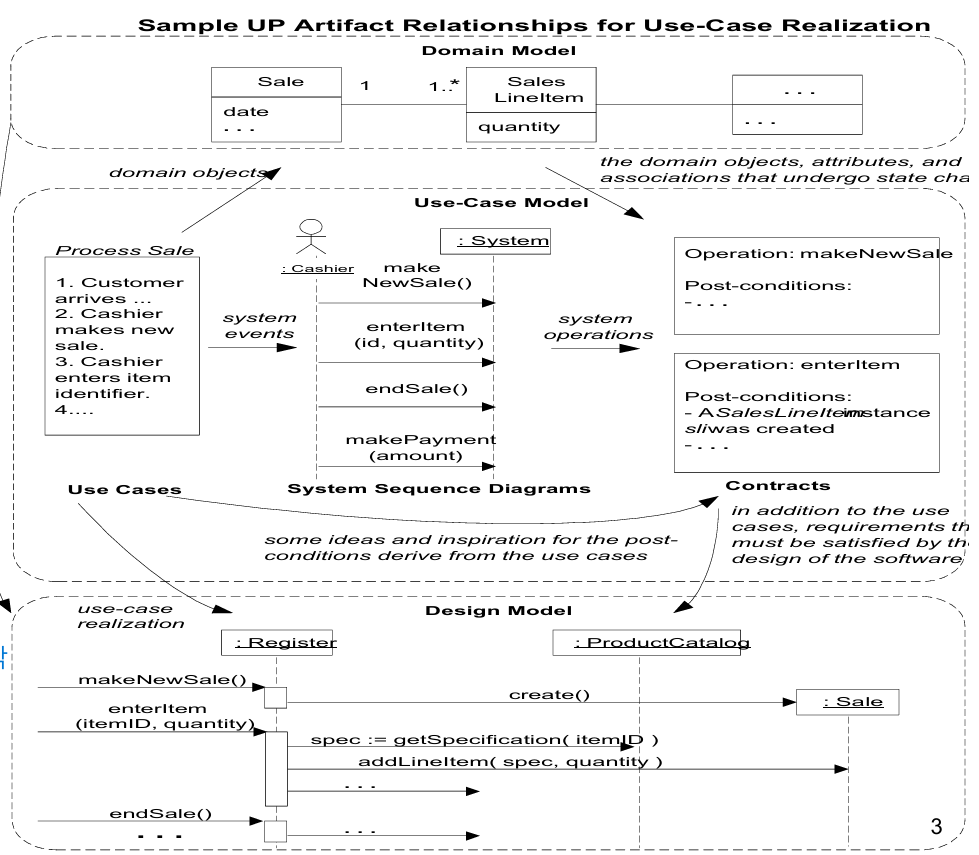 Sample UP Artifact Relationships for Use-Case Realization
Domain Model
Sale
date
. . .
1
1..*
Sales
LineItem
quantity
. . .
. . .
domain objects
the domain objects, attributes, and
associations that undergo state cha
Use-Case Model
Process Sale
1. Customer
arrives ...
2. Cashier
makes new
sale.
3. Cashier
enters item
identifier.
4....
Use Cases
system
events
: Cashier
: System
make
NewSale()
enterItem
(id, quantity)
endSale()
makePayment
(amount)
System Sequence Diagrams
system
operations
Operation: makeNewSale
Post-conditions:
- . . .
Operation: enterItem
Post-conditions:
- A SalesLineItem instance
sli was created
- . . .
Contracts
some ideas and inspiration for the post-
conditions derive from the use cases
in addition to the use
cases, requirements th
must be satisfied by the
design of the software
use-case
realization
Design Model
: Register
: ProductCatalog
makeNewSale()
create()
: Sale
enterItem
(itemID, quantity)
spec := getSpecification( itemID )
addLineItem( spec, quantity )
. . .
endSale()
. . .
. . .
3